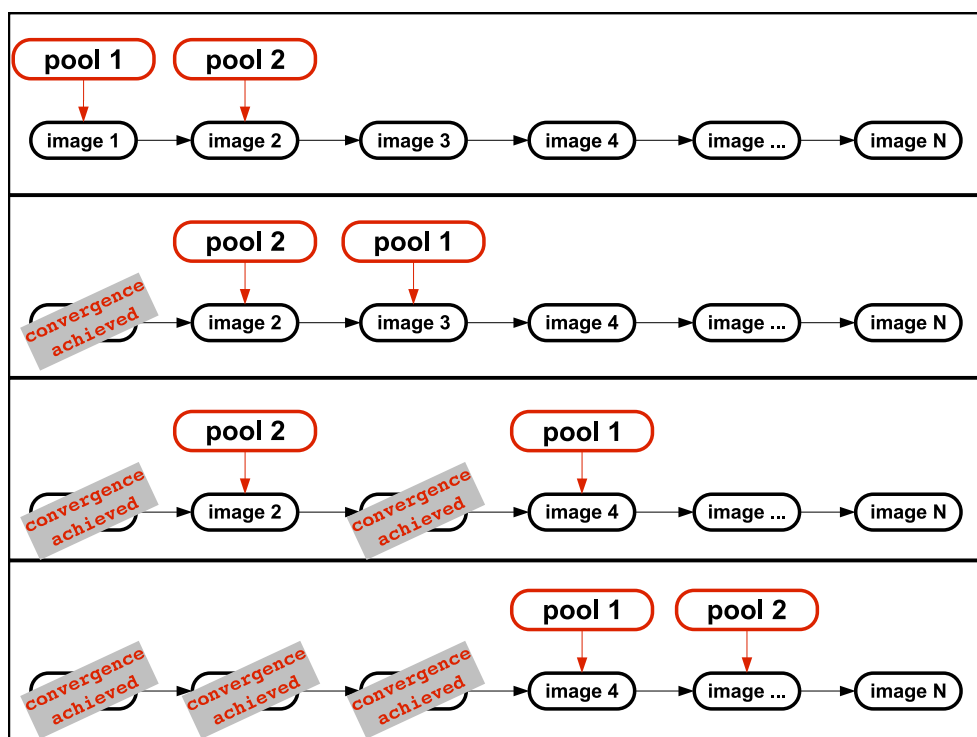 pool 1
pool 2
image 1
image 2
image 3
image 4
image ...
image N
pool 2
pool 1
convergence
achieved
image 2
image 3
image 4
image ...
image N
pool 2
pool 1
convergence
achieved
image 2
convergence
achieved
image 4
image ...
image N
pool 1
pool 2
convergence
achieved
convergence
achieved
convergence
achieved
image 4
image ...
image N